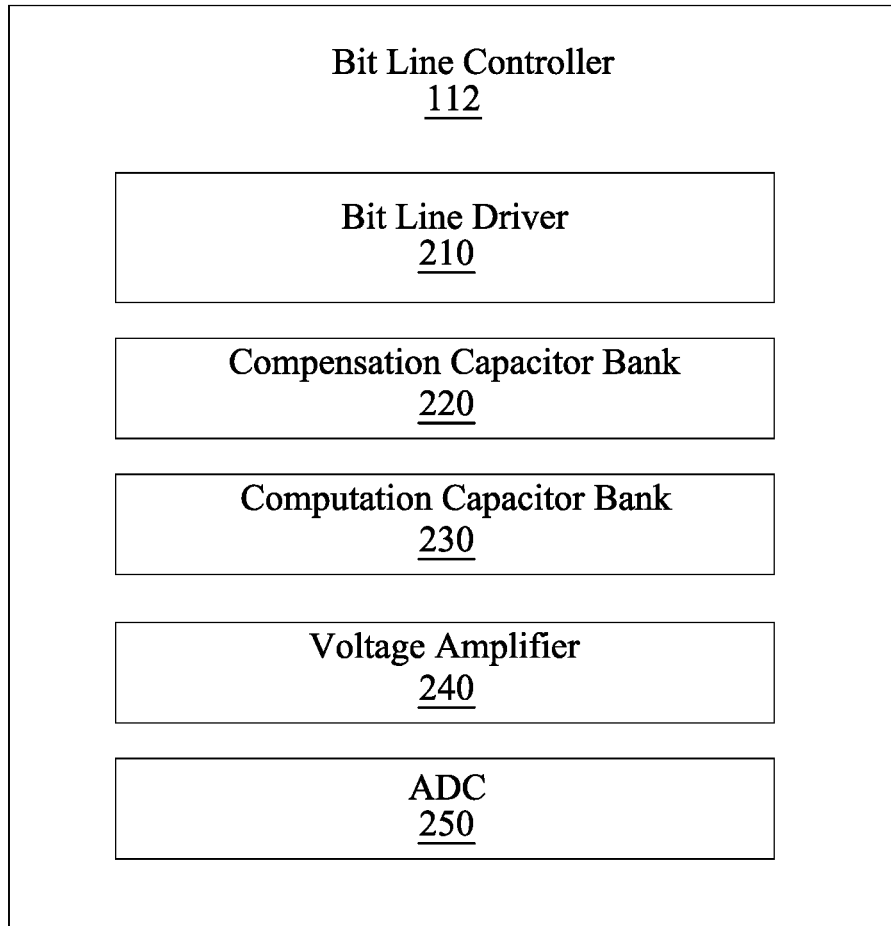 Bit Line Controller
112
Bit Line Driver
210
Compensation Capacitor Bank
220
Computation Capacitor Bank
230
Voltage Amplifier
240
ADC
250